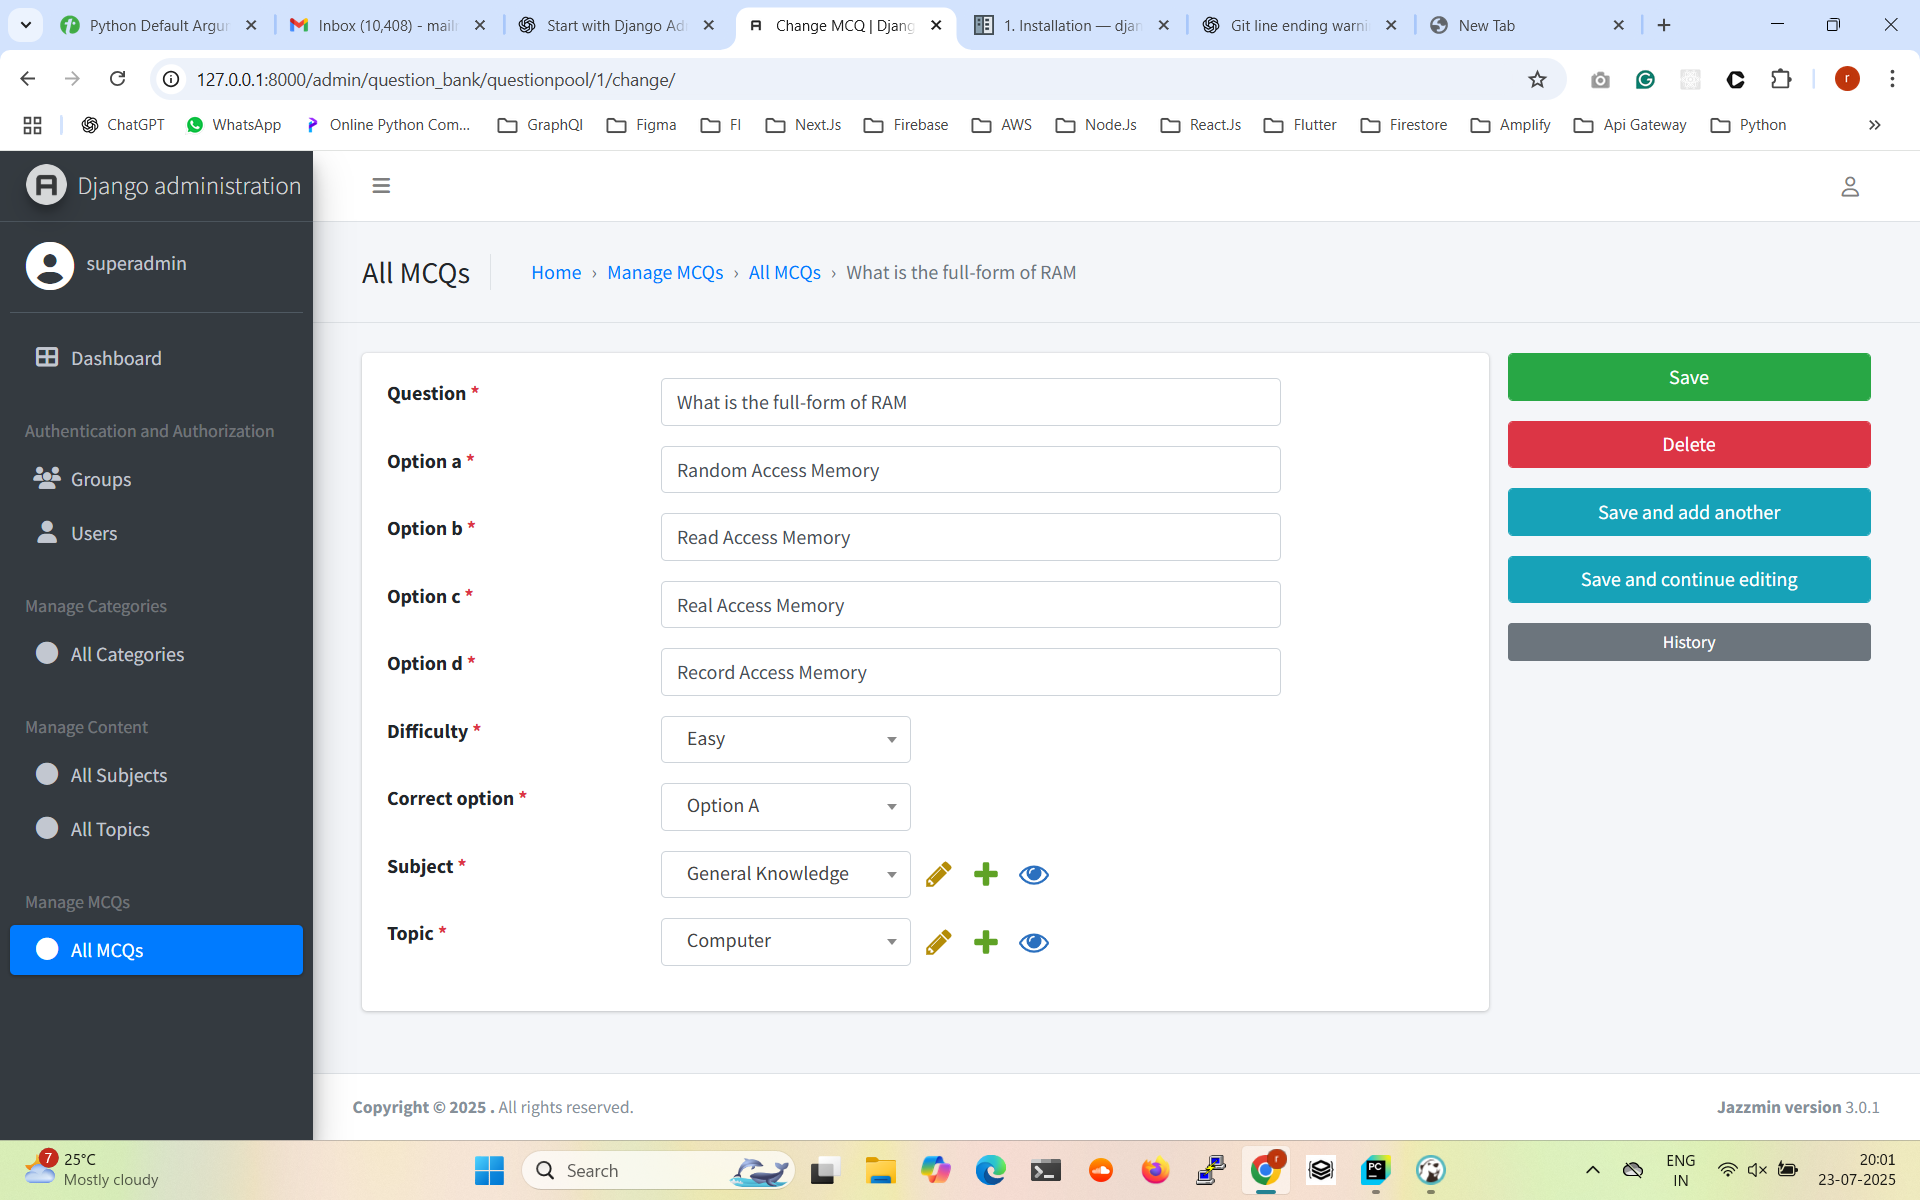 Python Default Argur
Inbox (10,408) - mail
Start with Django Ad
Change MCQ | Djang
1. Installation — djan
Git line ending warni
New Tab
127.0.0.1:8000/admin/question_bank/questionpool/1/change/
r
ChatGPT
WhatsApp
Online Python Com...
GraphQl
Figma
FI
Next.Js
Firebase
AWS
Node.Js
React.Js
Flutter
Firestore
Amplify
Api Gateway
Python
Django administration
superadmin
Dashboard
Authentication and Authorization
Groups
Users
Manage Categories
All Categories
Manage Content
All Subjects
All Topics
Manage MCQs
All MCQs
All MCQs
Home › Manage MCQs › All MCQs › What is the full-form of RAM
Question * What is the full-form of RAM
Option a * Random Access Memory
Option b * Read Access Memory
Option c * Real Access Memory
Option d * Record Access Memory
Difficulty * Easy
Correct option * Option A
Subject * General Knowledge
Topic * Computer
Save
Delete
Save and add another
Save and continue editing
History
Copyright © 2025 . All rights reserved.
Jazzmin version 3.0.1
7
25°C
Mostly cloudy
Search
r
PC
ENG
IN
20:01
23-07-2025